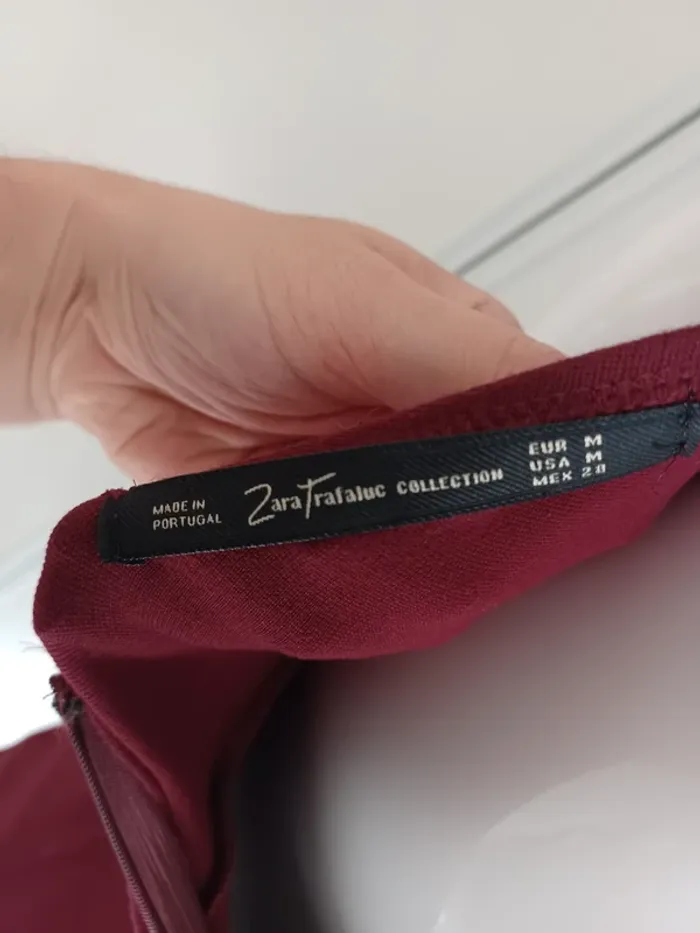 MADE IN
PORTUGAL
Zara Trafaluc COLLECTION
EUR M
USA M
MEX 28